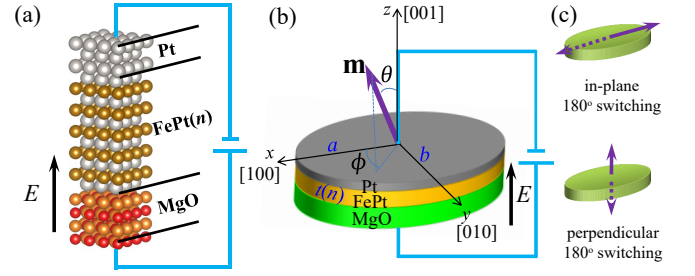 (a)
Pt
FePt(n)
MgO
E
(b)
z
[001]
m
θ
a
b
x
[100]
ϕ
Pt
t(n)
FePt
MgO
y
[010]
E
(c)
in-plane
180° switching
perpendicular
180° switching